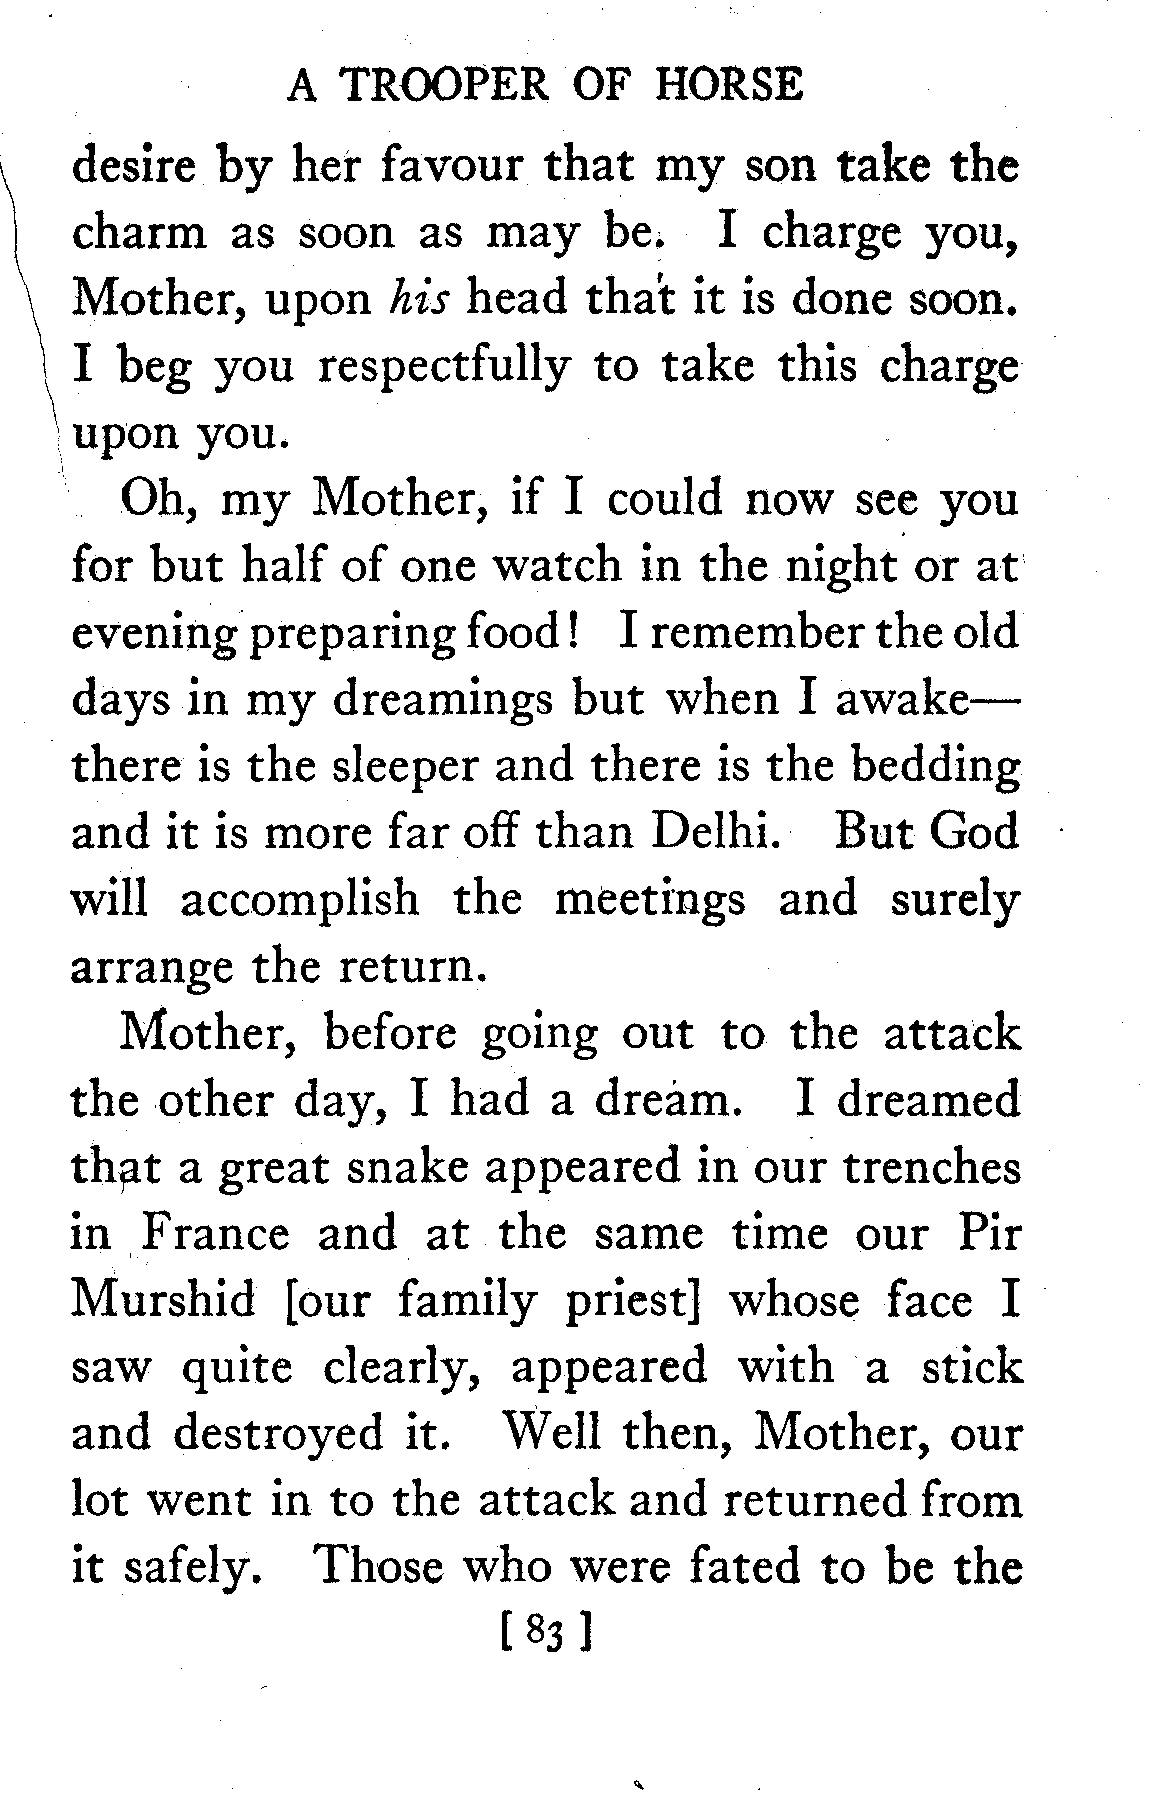 A TROOPER OF HORSE
desire by her favour that my son take the
charm as soon as may be. I charge you,
Mother, upon his head that it is done soon.
I beg you respectfully to take this charge
upon you.
Oh, my Mother, if I could now see you
for but half of one watch in the night or at
evening preparing food! I remember the old
days in my dreamings but when I awake—
there is the sleeper and there is the bedding
and it is more far off than Delhi. But God
will accomplish the meetings and surely
arrange the return.
Mother, before going out to the attack
the other day, I had a dream. I dreamed
that a great snake appeared in our trenches
in France and at the same time our Pir
Murshid [our family priest] whose face I
saw quite clearly, appeared with a stick
and destroyed it. Well then, Mother, our
lot went in to the attack and returned from
it safely. Those who were fated to be the
[ 83 ]